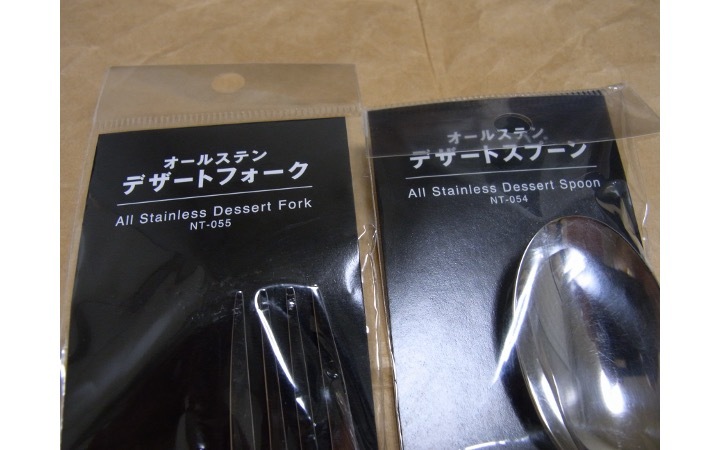 オールステン
デザートフォーク
All Stainless Dessert Fork
NT-055
オールステン
デザートスプーン
All Stainless Dessert Spoon
NT-054